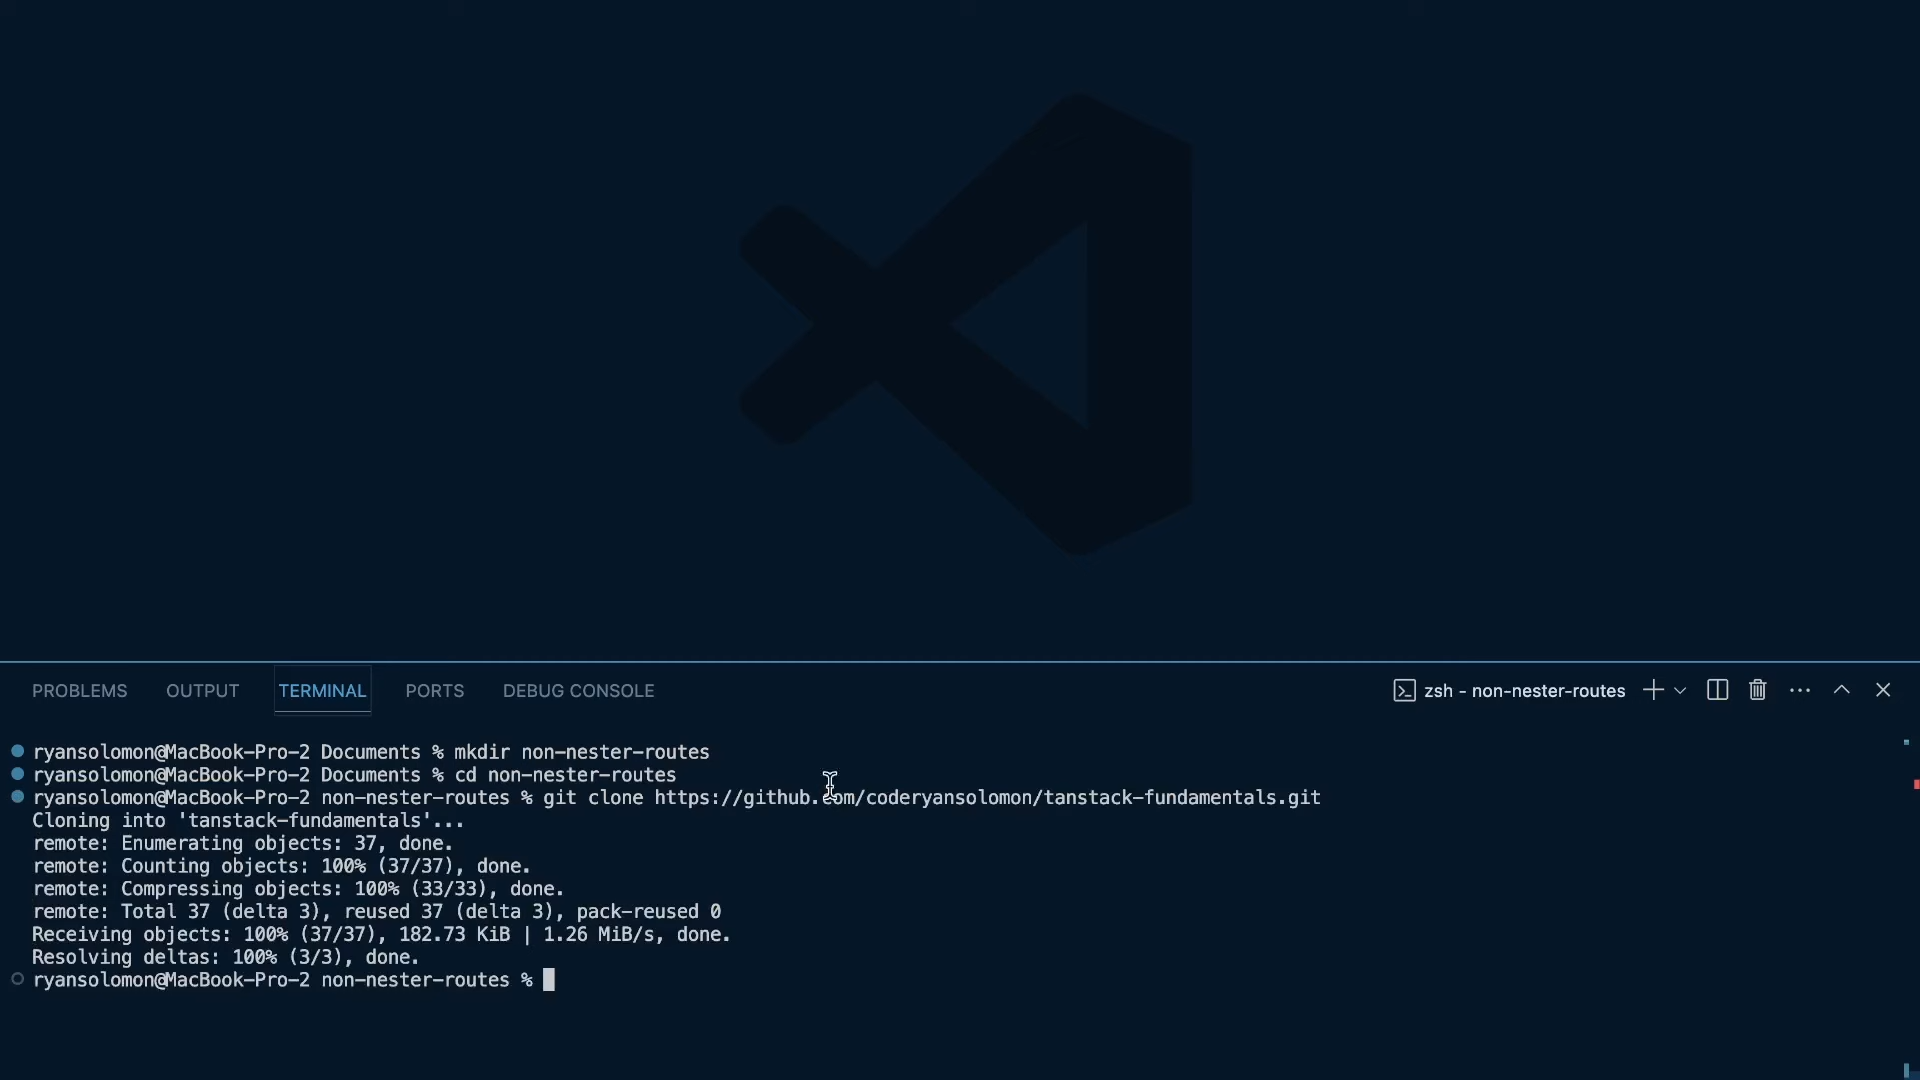 PROBLEMS OUTPUT TERMINAL PORTS DEBUG CONSOLE zsh - non-nester-routes
ryansolomon@MacBook-Pro-2 Documents % mkdir non-nester-routes
ryansolomon@MacBook-Pro-2 Documents % cd non-nester-routes
ryansolomon@MacBook-Pro-2 non-nester-routes % git clone https://github.com/coderyansolomon/tanstack-fundamentals.git
Cloning into 'tanstack-fundamentals'...
remote: Enumerating objects: 37, done.
remote: Counting objects: 100% (37/37), done.
remote: Compressing objects: 100% (33/33), done.
remote: Total 37 (delta 3), reused 37 (delta 3), pack-reused 0
Receiving objects: 100% (37/37), 182.73 KiB | 1.26 MiB/s, done.
Resolving deltas: 100% (3/3), done.
ryansolomon@MacBook-Pro-2 non-nester-routes %